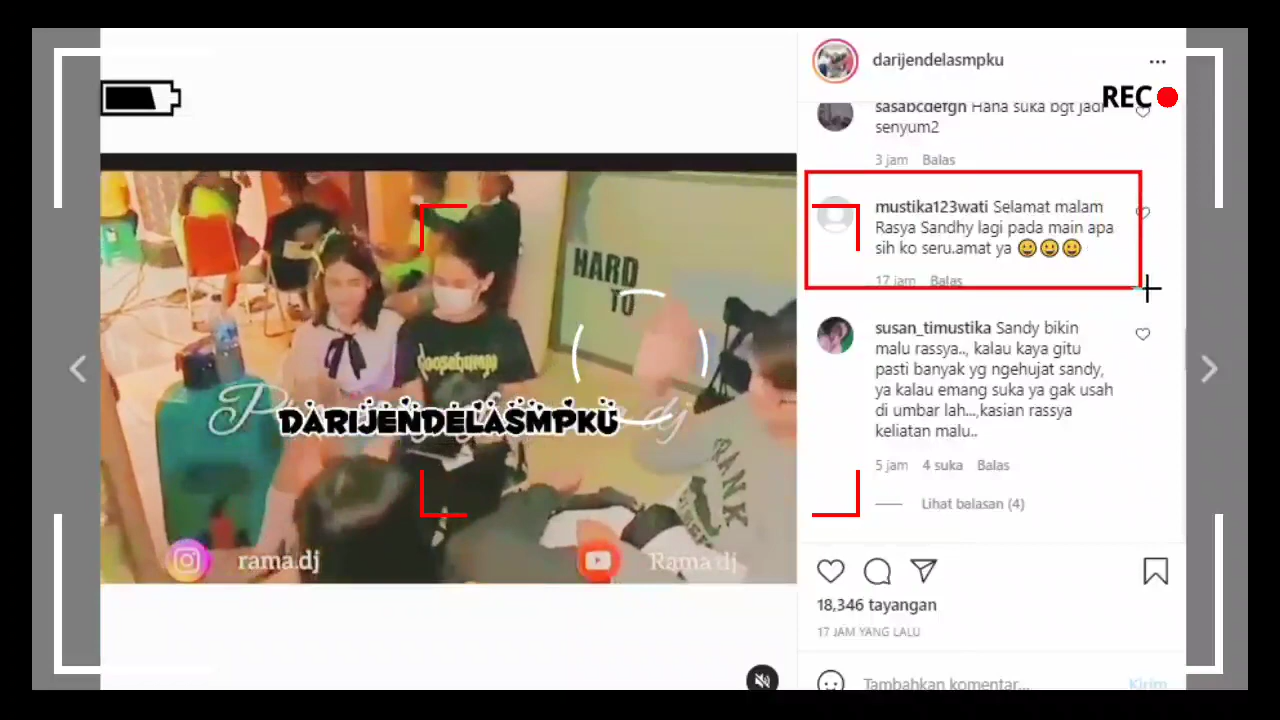 darijendelasmpku
REC
sasabcdefgh Hana suka bgt jadi
senyum2
3 jam Balas
mustika123wati Selamat malam
Rasya Sandhy lagi pada main apa
sih ko seru.amat ya 😀😀😀
17 jam Balas
susan_timustika Sandy bikin
malu rassya.., kalau kaya gitu
pasti banyak yg ngehujat sandy,
ya kalau emang suka ya gak usah
di umbar lah...,kasian rassya
keliatan malu..
5 jam 4 suka Balas
Lihat balasan (4)
18,346 tayangan
17 JAM YANG LALU
Tambahkan komentar... Kirim
HARD
TO
goosebumps
DARIJENDELASMPKU
dj
RANK
rama.dj
Rama dj